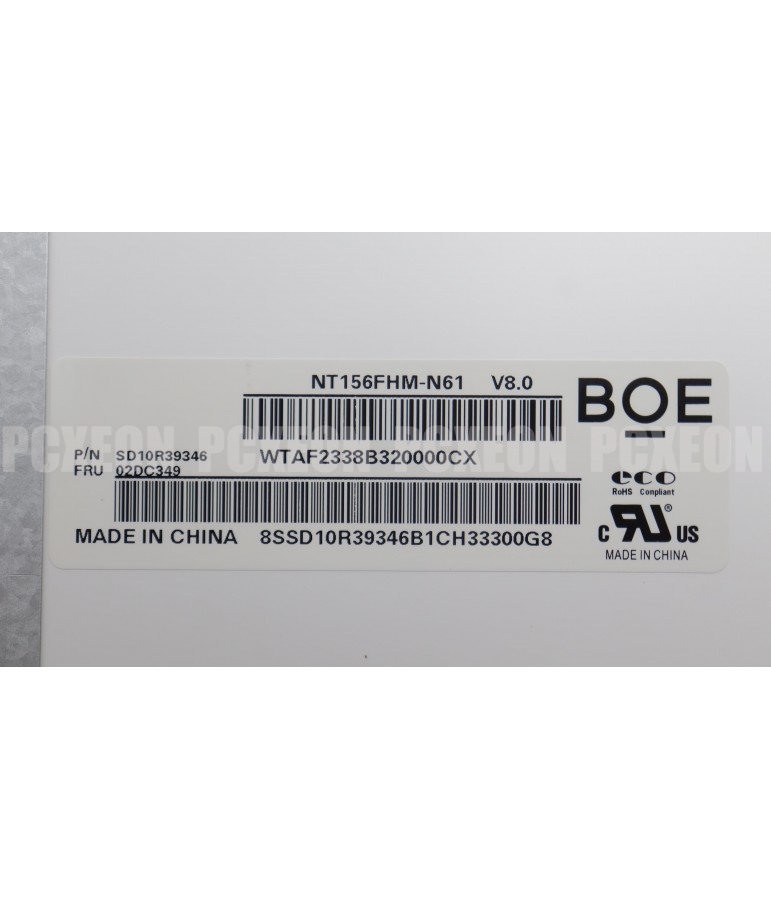 NT156FHM-N61 V8.0
BOE
PCXEON PCXEON PCXEON PCXEON
P/N SD10R39346
WTAF2338B320000CX
FRU 02DC349
eco
RoHS Compliant
MADE IN CHINA 8SSD10R39346B1CH33300G8
c RU® US
MADE IN CHINA